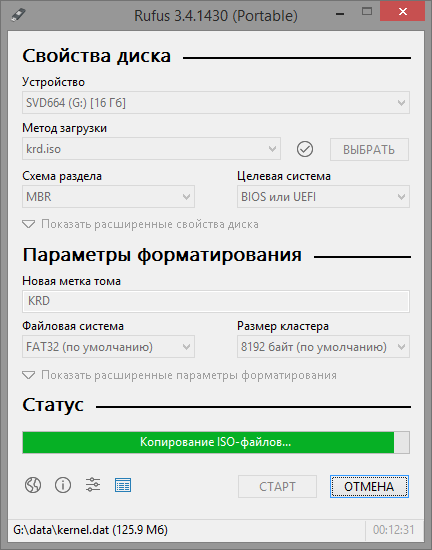 Rufus 3.4.1430 (Portable)
Свойства диска
Устройство
SVD664 (G:) [16 Гб]
Метод загрузки
krd.iso
ВЫБРАТЬ
Схема раздела
Целевая система
MBR
BIOS или UEFI
Показать расширенные свойства диска
Параметры форматирования
Новая метка тома
KRD
Файловая система
Размер кластера
FAT32 (по умолчанию)
8192 байт (по умолчанию)
Показать расширенные параметры форматирования
Статус
Копирование ISO-файлов...
СТАРТ
ОТМЕНА
G:\data\kernel.dat (125.9 Мб)
00:12:31